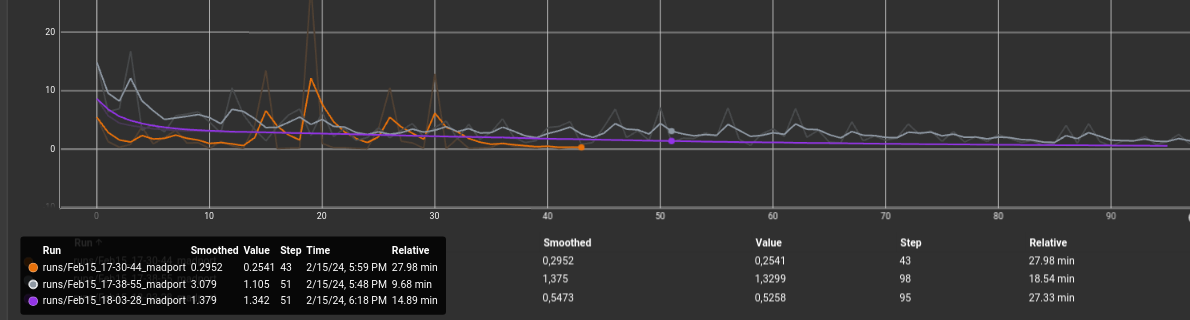 20
10
0
0 10 20 30 40 50 60 70 80 90
Run ↑ Smoothed Value Step Relative
0,2952 0,2541 43 27.98 min
1,375 1,3299 98 18.54 min
0,5473 0,5258 95 27.33 min
Run Smoothed Value Step Time Relative
runs/Feb15_17-30-44_madport 0.2952 0.2541 43 2/15/24, 5:59 PM 27.98 min
runs/Feb15_17-38-55_madport 3.079 1.105 51 2/15/24, 5:48 PM 9.68 min
runs/Feb15_18-03-28_madport 1.379 1.342 51 2/15/24, 6:18 PM 14.89 min